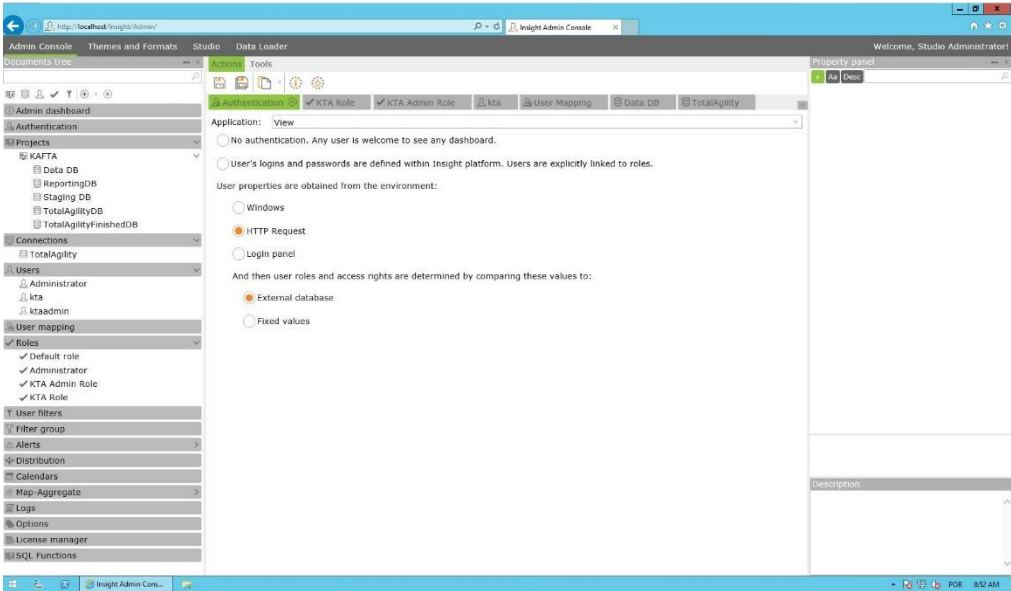 http://localhost/Insight/Admin/
Insight Admin Console
Admin Console Themes and Formats Studio Data Loader Welcome, Studio Administrator!
Documents tree
Actions Tools
Property panel
Aa Desc
Authentication KTA Role KTA Admin Role kta User Mapping Data DB TotalAgility
Application: View
No authentication. Any user is welcome to see any dashboard.
User's logins and passwords are defined within Insight platform. Users are explicitly linked to roles.
User properties are obtained from the environment:
Windows
HTTP Request
Login panel
And then user roles and access rights are determined by comparing these values to:
External database
Fixed values
Admin dashboard
Authentication
Projects
KAFTA
Data DB
ReportingDB
Staging DB
TotalAgilityDB
TotalAgilityFinishedDB
Connections
TotalAgility
Users
Administrator
kta
ktaadmin
User mapping
Roles
Default role
Administrator
KTA Admin Role
KTA Role
User filters
Filter group
Alerts
Distribution
Calendars
Map-Aggregate
Logs
Options
License manager
SQL Functions
Description
Insight Admin Cons...
POR 8:52 AM